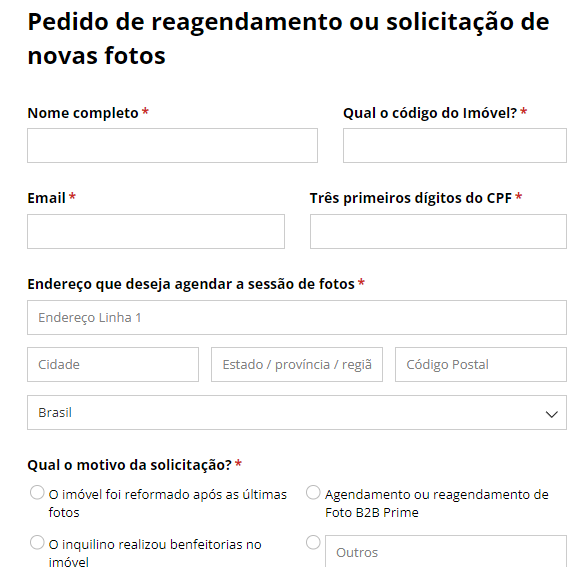 Pedido de reagendamento ou solicitação de
novas fotos
Nome completo *
Qual o código do Imóvel? *
Email *
Três primeiros dígitos do CPF *
Endereço que deseja agendar a sessão de fotos *
Endereço Linha 1
Cidade
Estado / província / regiã
Código Postal
Brasil
Qual o motivo da solicitação? *
O imóvel foi reformado após as últimas
fotos
Agendamento ou reagendamento de
Foto B2B Prime
O inquilino realizou benfeitorias no
imóvel
Outros